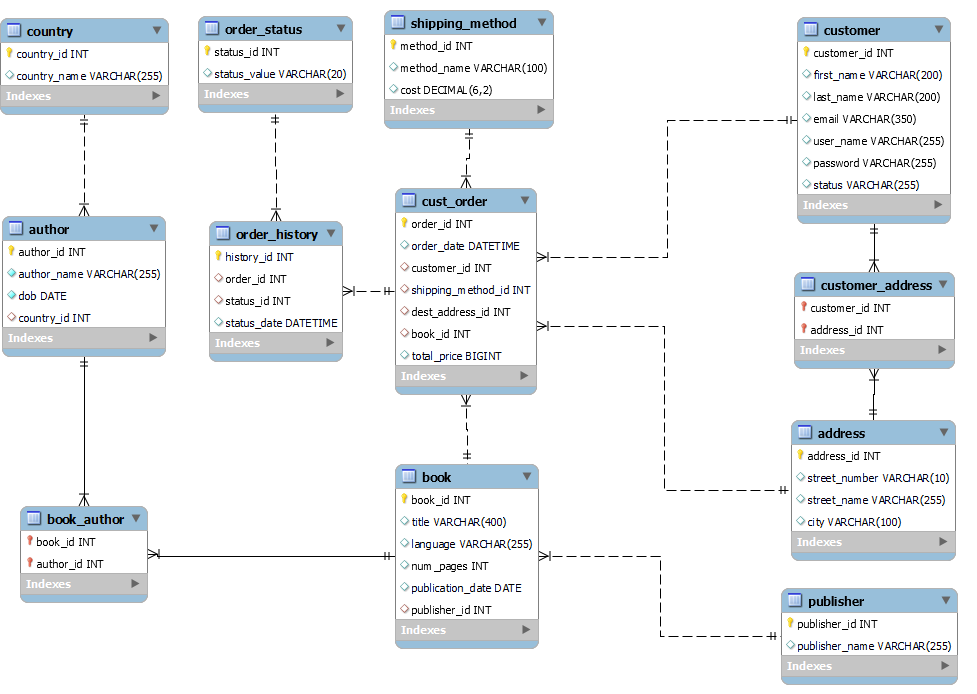 country
country_id INT
country_name VARCHAR(255)
Indexes
order_status
status_id INT
status_value VARCHAR(20)
Indexes
shipping_method
method_id INT
method_name VARCHAR(100)
cost DECIMAL(6,2)
Indexes
customer
customer_id INT
first_name VARCHAR(200)
last_name VARCHAR(200)
email VARCHAR(350)
user_name VARCHAR(255)
password VARCHAR(255)
status VARCHAR(255)
Indexes
author
author_id INT
author_name VARCHAR(255)
dob DATE
country_id INT
Indexes
order_history
history_id INT
order_id INT
status_id INT
status_date DATETIME
Indexes
cust_order
order_id INT
order_date DATETIME
customer_id INT
shipping_method_id INT
dest_address_id INT
book_id INT
total_price BIGINT
Indexes
customer_address
customer_id INT
address_id INT
Indexes
address
address_id INT
street_number VARCHAR(10)
street_name VARCHAR(255)
city VARCHAR(100)
Indexes
book_author
book_id INT
author_id INT
Indexes
book
book_id INT
title VARCHAR(400)
language VARCHAR(255)
num_pages INT
publication_date DATE
publisher_id INT
Indexes
publisher
publisher_id INT
publisher_name VARCHAR(255)
Indexes